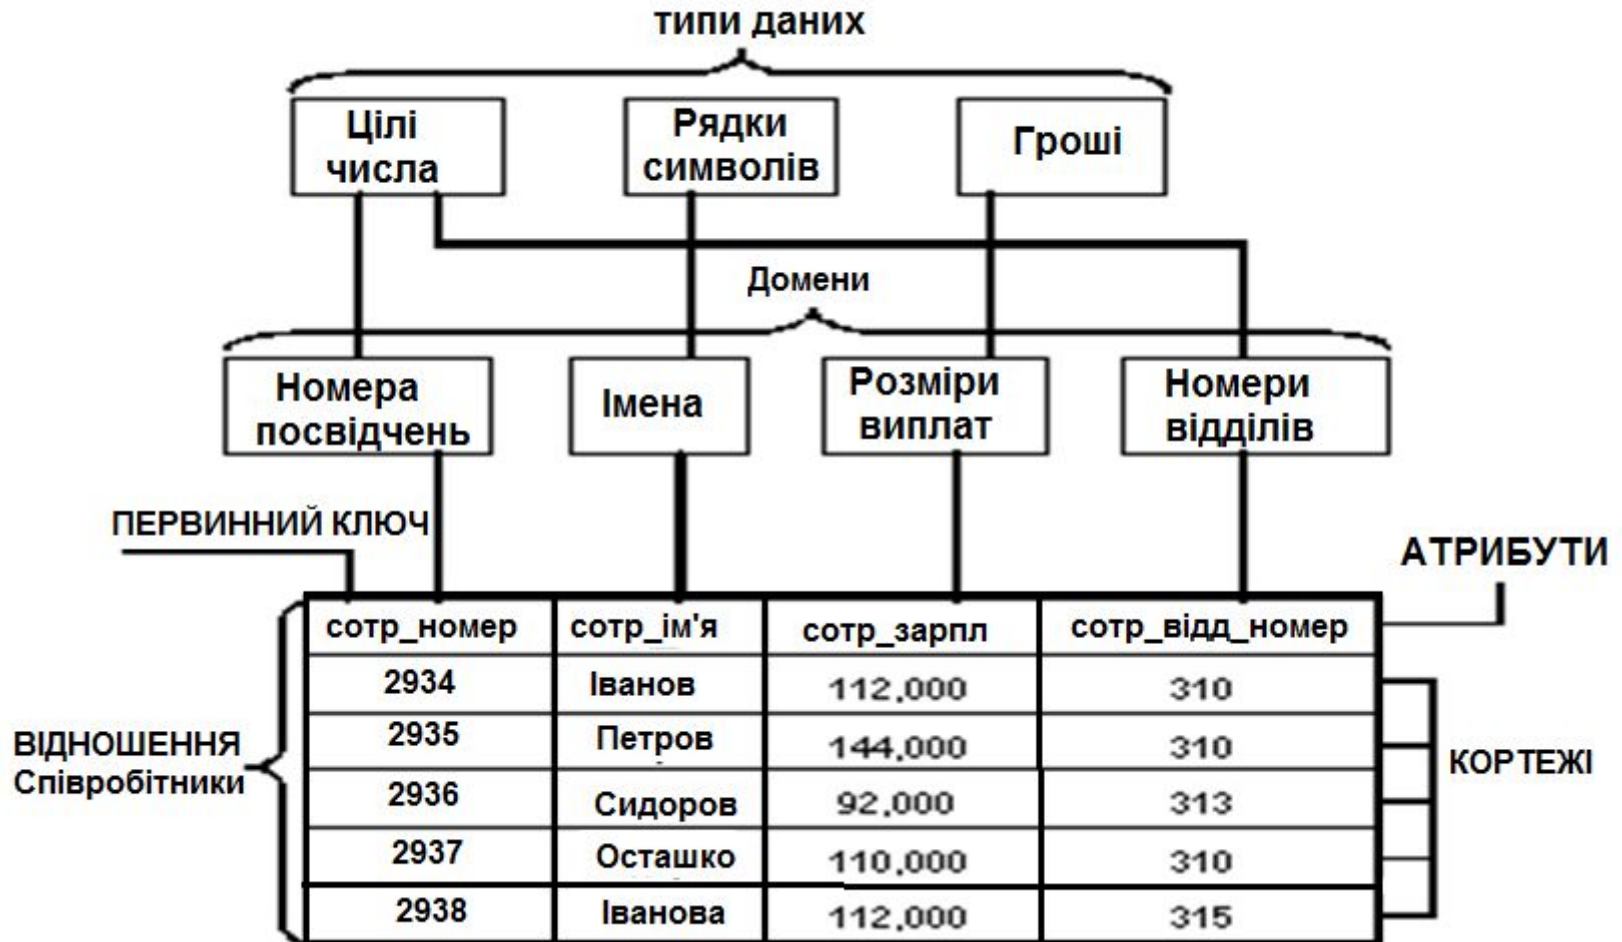 типи даних
Цілі
числа
Рядки
символів
Гроші
Домени
Номера
посвідчень
Імена
Розміри
виплат
Номери
відділів
ПЕРВИННИЙ КЛЮЧ
АТРИБУТИ
сотр_номер сотр_ім'я сотр_зарпл сотр_відд_номер
2934 Іванов 112,000 310
2935 Петров 144,000 310
2936 Сидоров 92,000 313
2937 Осташко 110,000 310
2938 Іванова 112,000 315
ВІДНОШЕННЯ
Співробітники
КОРТЕЖІ